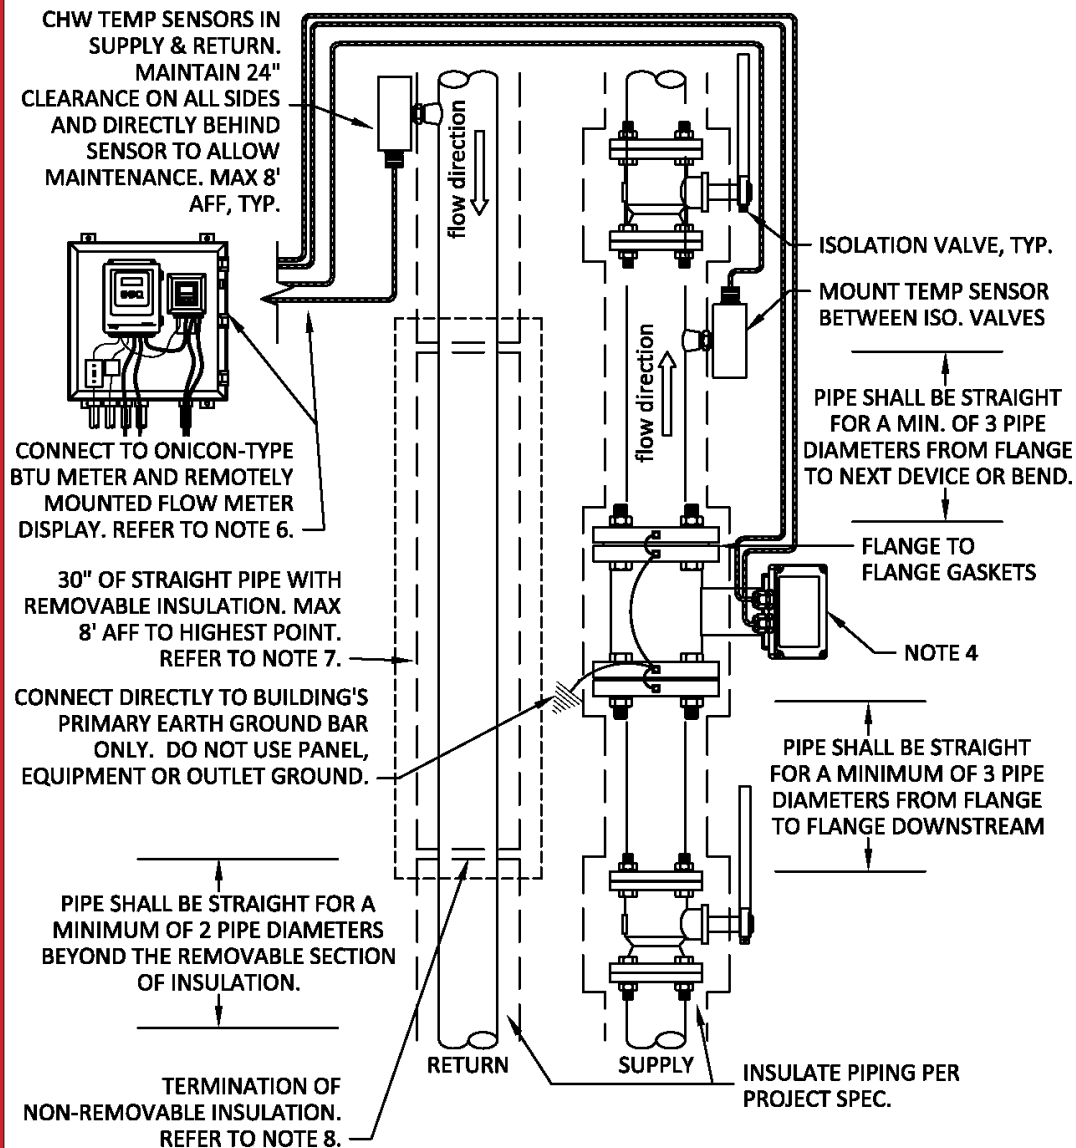 CHW TEMP SENSORS IN
SUPPLY & RETURN.
MAINTAIN 24"
CLEARANCE ON ALL SIDES
AND DIRECTLY BEHIND
SENSOR TO ALLOW
MAINTENANCE. MAX 8'
AFF, TYP.
flow direction
ISOLATION VALVE, TYP.
MOUNT TEMP SENSOR
BETWEEN ISO. VALVES
flow direction
PIPE SHALL BE STRAIGHT
FOR A MIN. OF 3 PIPE
DIAMETERS FROM FLANGE
TO NEXT DEVICE OR BEND.
CONNECT TO ONICON-TYPE
BTU METER AND REMOTELY
MOUNTED FLOW METER
DISPLAY. REFER TO NOTE 6.
FLANGE TO
FLANGE GASKETS
30" OF STRAIGHT PIPE WITH
REMOVABLE INSULATION. MAX
8' AFF TO HIGHEST POINT.
REFER TO NOTE 7.
NOTE 4
CONNECT DIRECTLY TO BUILDING'S
PRIMARY EARTH GROUND BAR
ONLY. DO NOT USE PANEL,
EQUIPMENT OR OUTLET GROUND.
PIPE SHALL BE STRAIGHT
FOR A MINIMUM OF 3 PIPE
DIAMETERS FROM FLANGE
TO FLANGE DOWNSTREAM
PIPE SHALL BE STRAIGHT FOR A
MINIMUM OF 2 PIPE DIAMETERS
BEYOND THE REMOVABLE SECTION
OF INSULATION.
RETURN
SUPPLY
INSULATE PIPING PER
PROJECT SPEC.
TERMINATION OF
NON-REMOVABLE INSULATION.
REFER TO NOTE 8.